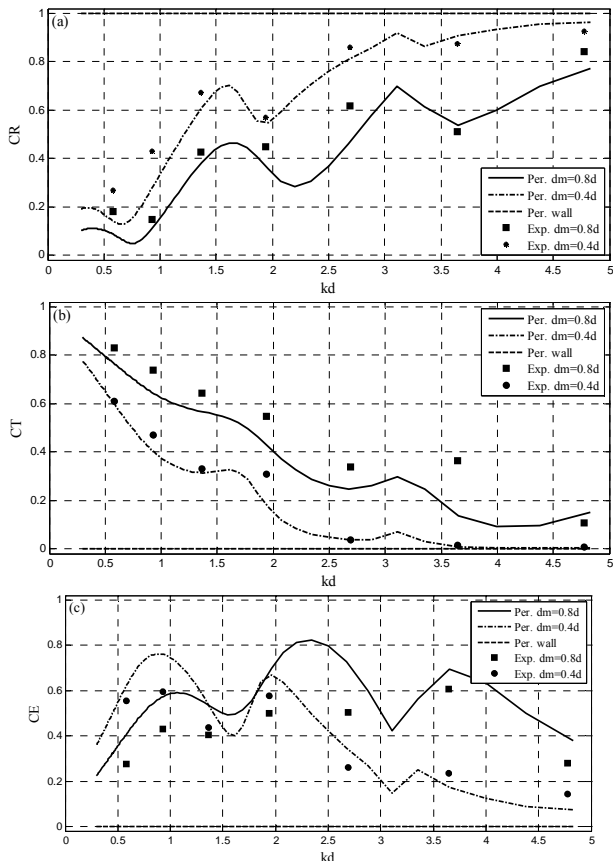 (a)
1
0.8
0.6
0.4
0.2
0
CR
0 0.5 1 1.5 2 2.5 3 3.5 4 4.5 5
kd
Per. dm=0.8d
Per. dm=0.4d
Per. wall
Exp. dm=0.8d
Exp. dm=0.4d
(b)
1
0.8
0.6
0.4
0.2
0
CT
0 0.5 1 1.5 2 2.5 3 3.5 4 4.5 5
kd
Per. dm=0.8d
Per. dm=0.4d
Per. wall
Exp. dm=0.8d
Exp. dm=0.4d
(c)
1
0.8
0.6
0.4
0.2
0
CE
0 0.5 1 1.5 2 2.5 3 3.5 4 4.5 5
kd
Per. dm=0.8d
Per. dm=0.4d
Per. wall
Exp. dm=0.8d
Exp. dm=0.4d